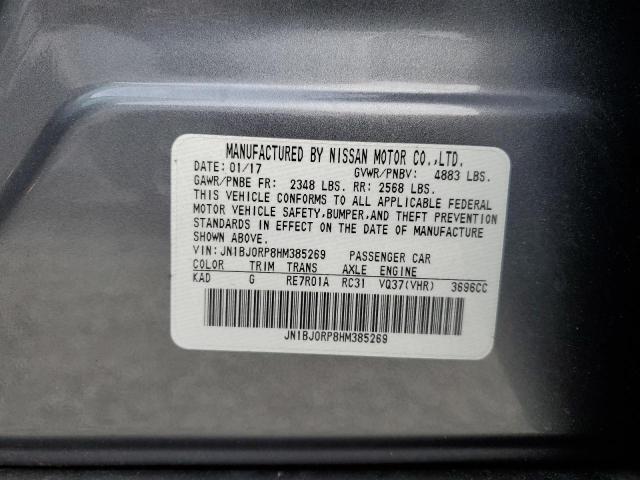 MANUFACTURED BY NISSAN MOTOR CO.,LTD.
DATE: 01/17 GVWR/PNBV: 4883 LBS.
GAWR/PNBE FR: 2348 LBS. RR: 2568 LBS.
THIS VEHICLE CONFORMS TO ALL APPLICABLE FEDERAL
MOTOR VEHICLE SAFETY,BUMPER,AND THEFT PREVENTION
STANDARDS IN EFFECT ON THE DATE OF MANUFACTURE
SHOWN ABOVE.
VIN: JN1BJ0RP8HM385269 PASSENGER CAR
COLOR TRIM TRANS AXLE ENGINE
KAD G RE7R01A RC31 VQ37(VHR) 3696CC
JN1BJ0RP8HM385269